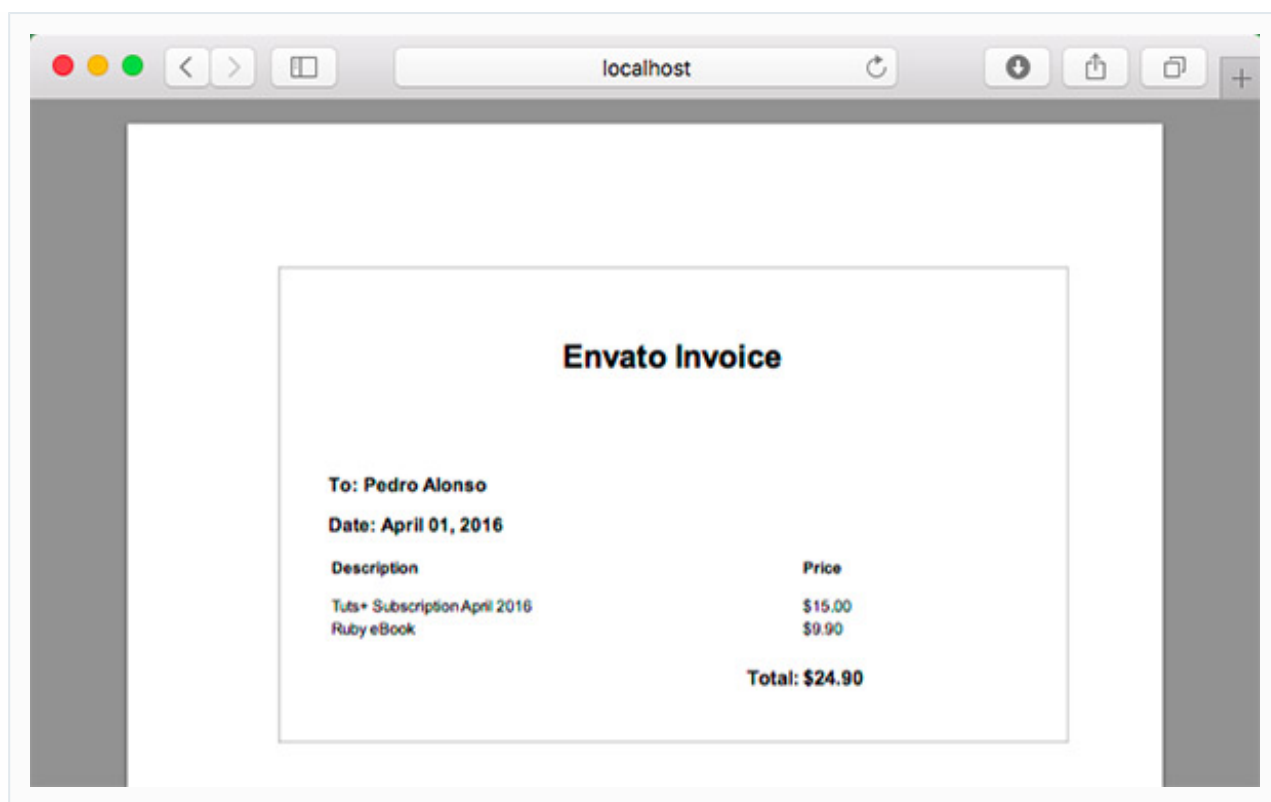 localhost
Envato Invoice
To: Pedro Alonso
Date: April 01, 2016
Description Price
Tuts+ Subscription April 2016 $15.00
Ruby eBook $9.90
Total: $24.90